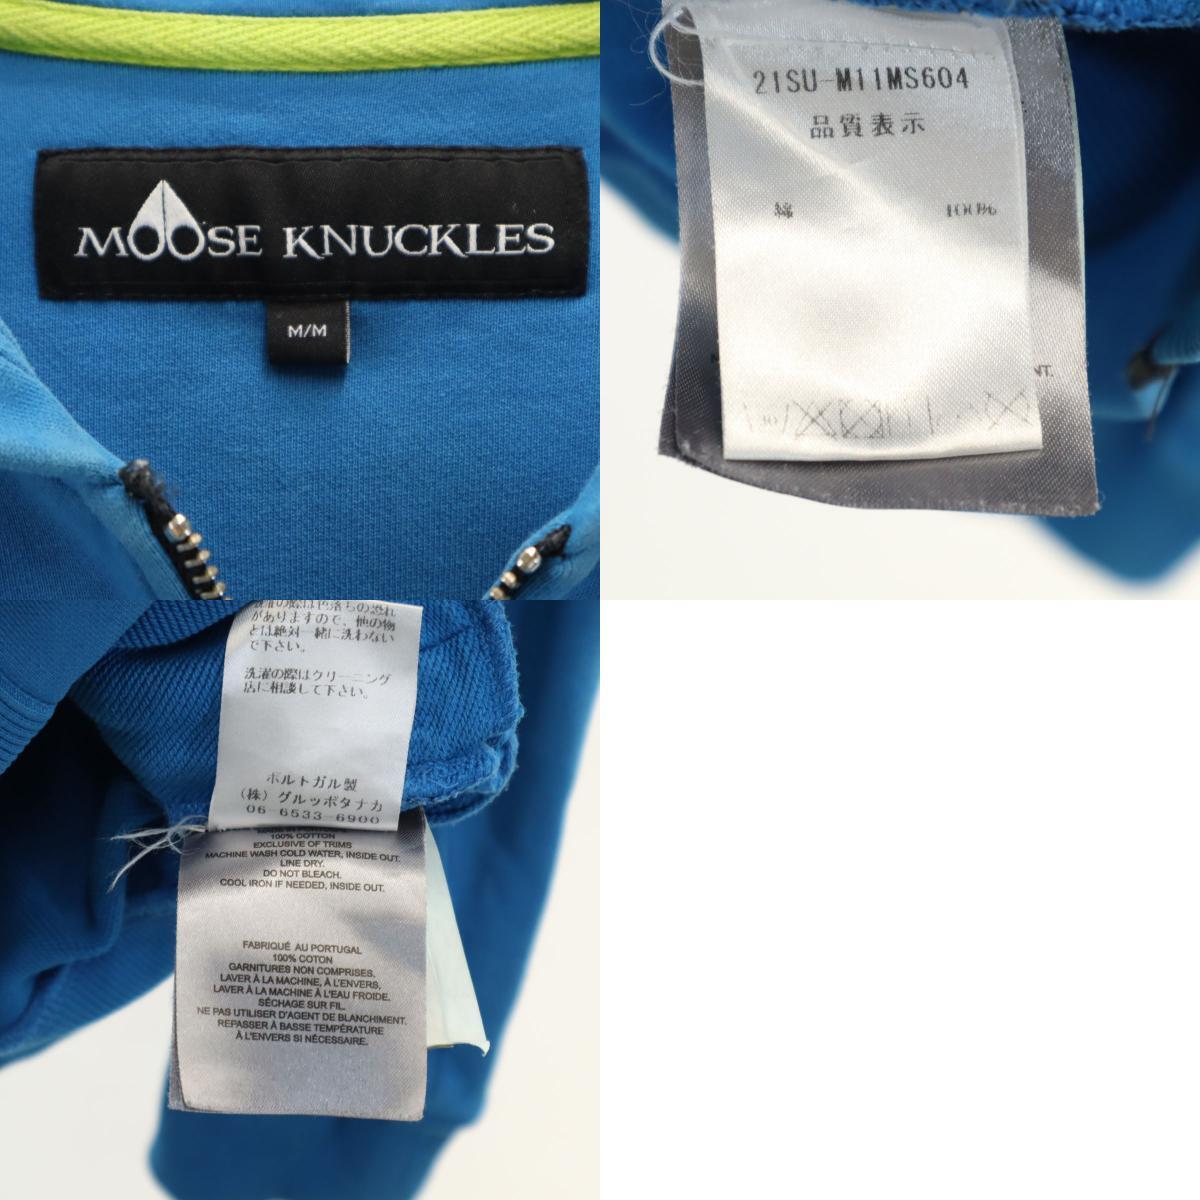 MOOSE KNUCKLES
M/M
21SU-M11MS604
品質表示
綿 100%
NT.
洗濯の際は色落ちの恐れ
がありますので、他の物
とは絶対一緒に洗わない
で下さい。
洗濯の際はクリーニング
店に相談して下さい。
ポルトガル製
(株)グルッポタナカ
06-6533-6900
MADE IN PORTUGAL
100% COTTON
EXCLUSIVE OF TRIMS
MACHINE WASH COLD WATER, INSIDE OUT.
LINE DRY.
DO NOT BLEACH.
COOL IRON IF NEEDED, INSIDE OUT.
FABRIQUÉ AU PORTUGAL
100% COTON
GARNITURES NON COMPRISES.
LAVER À LA MACHINE, À L'ENVERS,
LAVER À LA MACHINE À L'EAU FROIDE.
SÉCHAGE SUR FIL.
NE PAS UTILISER D'AGENT DE BLANCHIMENT.
REPASSER À BASSE TEMPÉRATURE
À L'ENVERS SI NÉCESSAIRE.